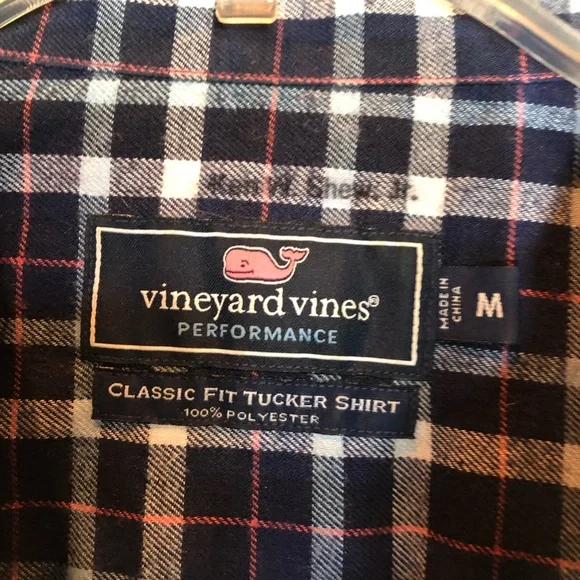 Ken W. Shew, Jr.
vineyard vines®
PERFORMANCE
MADE IN
CHINA
M
CLASSIC FIT TUCKER SHIRT
100% POLYESTER